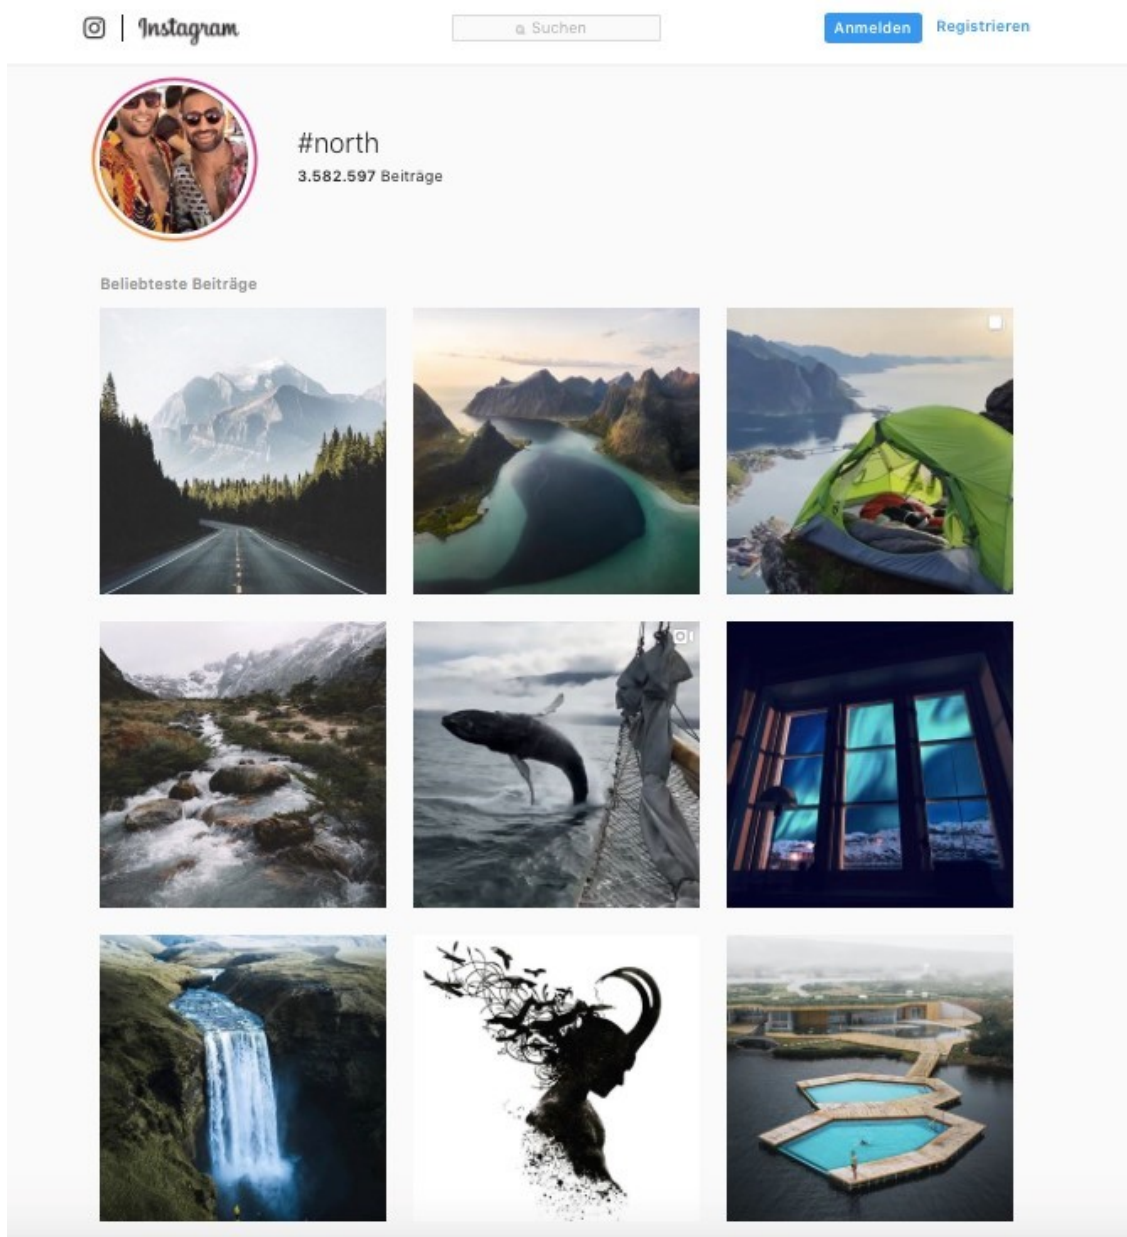 Instagram
Suchen
Anmelden
Registrieren
#north
3.582.597 Beiträge
Beliebteste Beiträge